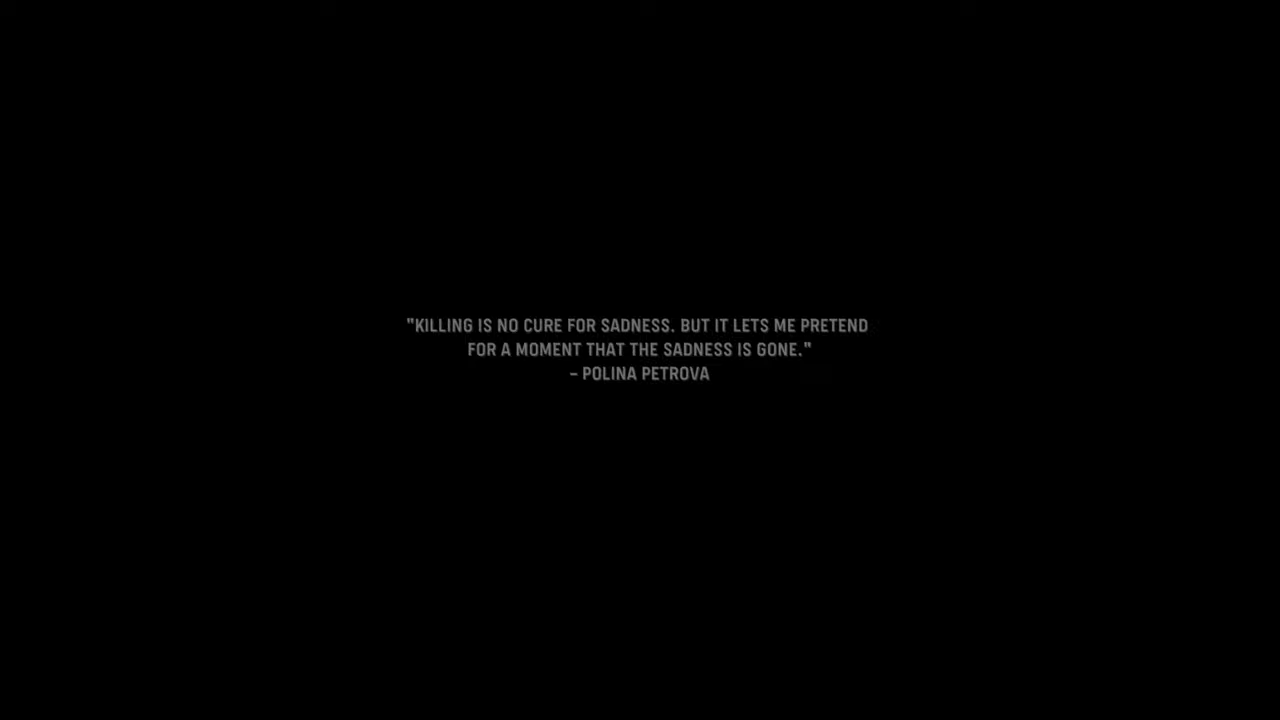 "KILLING IS NO CURE FOR SADNESS. BUT IT LETS ME PRETEND
FOR A MOMENT THAT THE SADNESS IS GONE."
– POLINA PETROVA